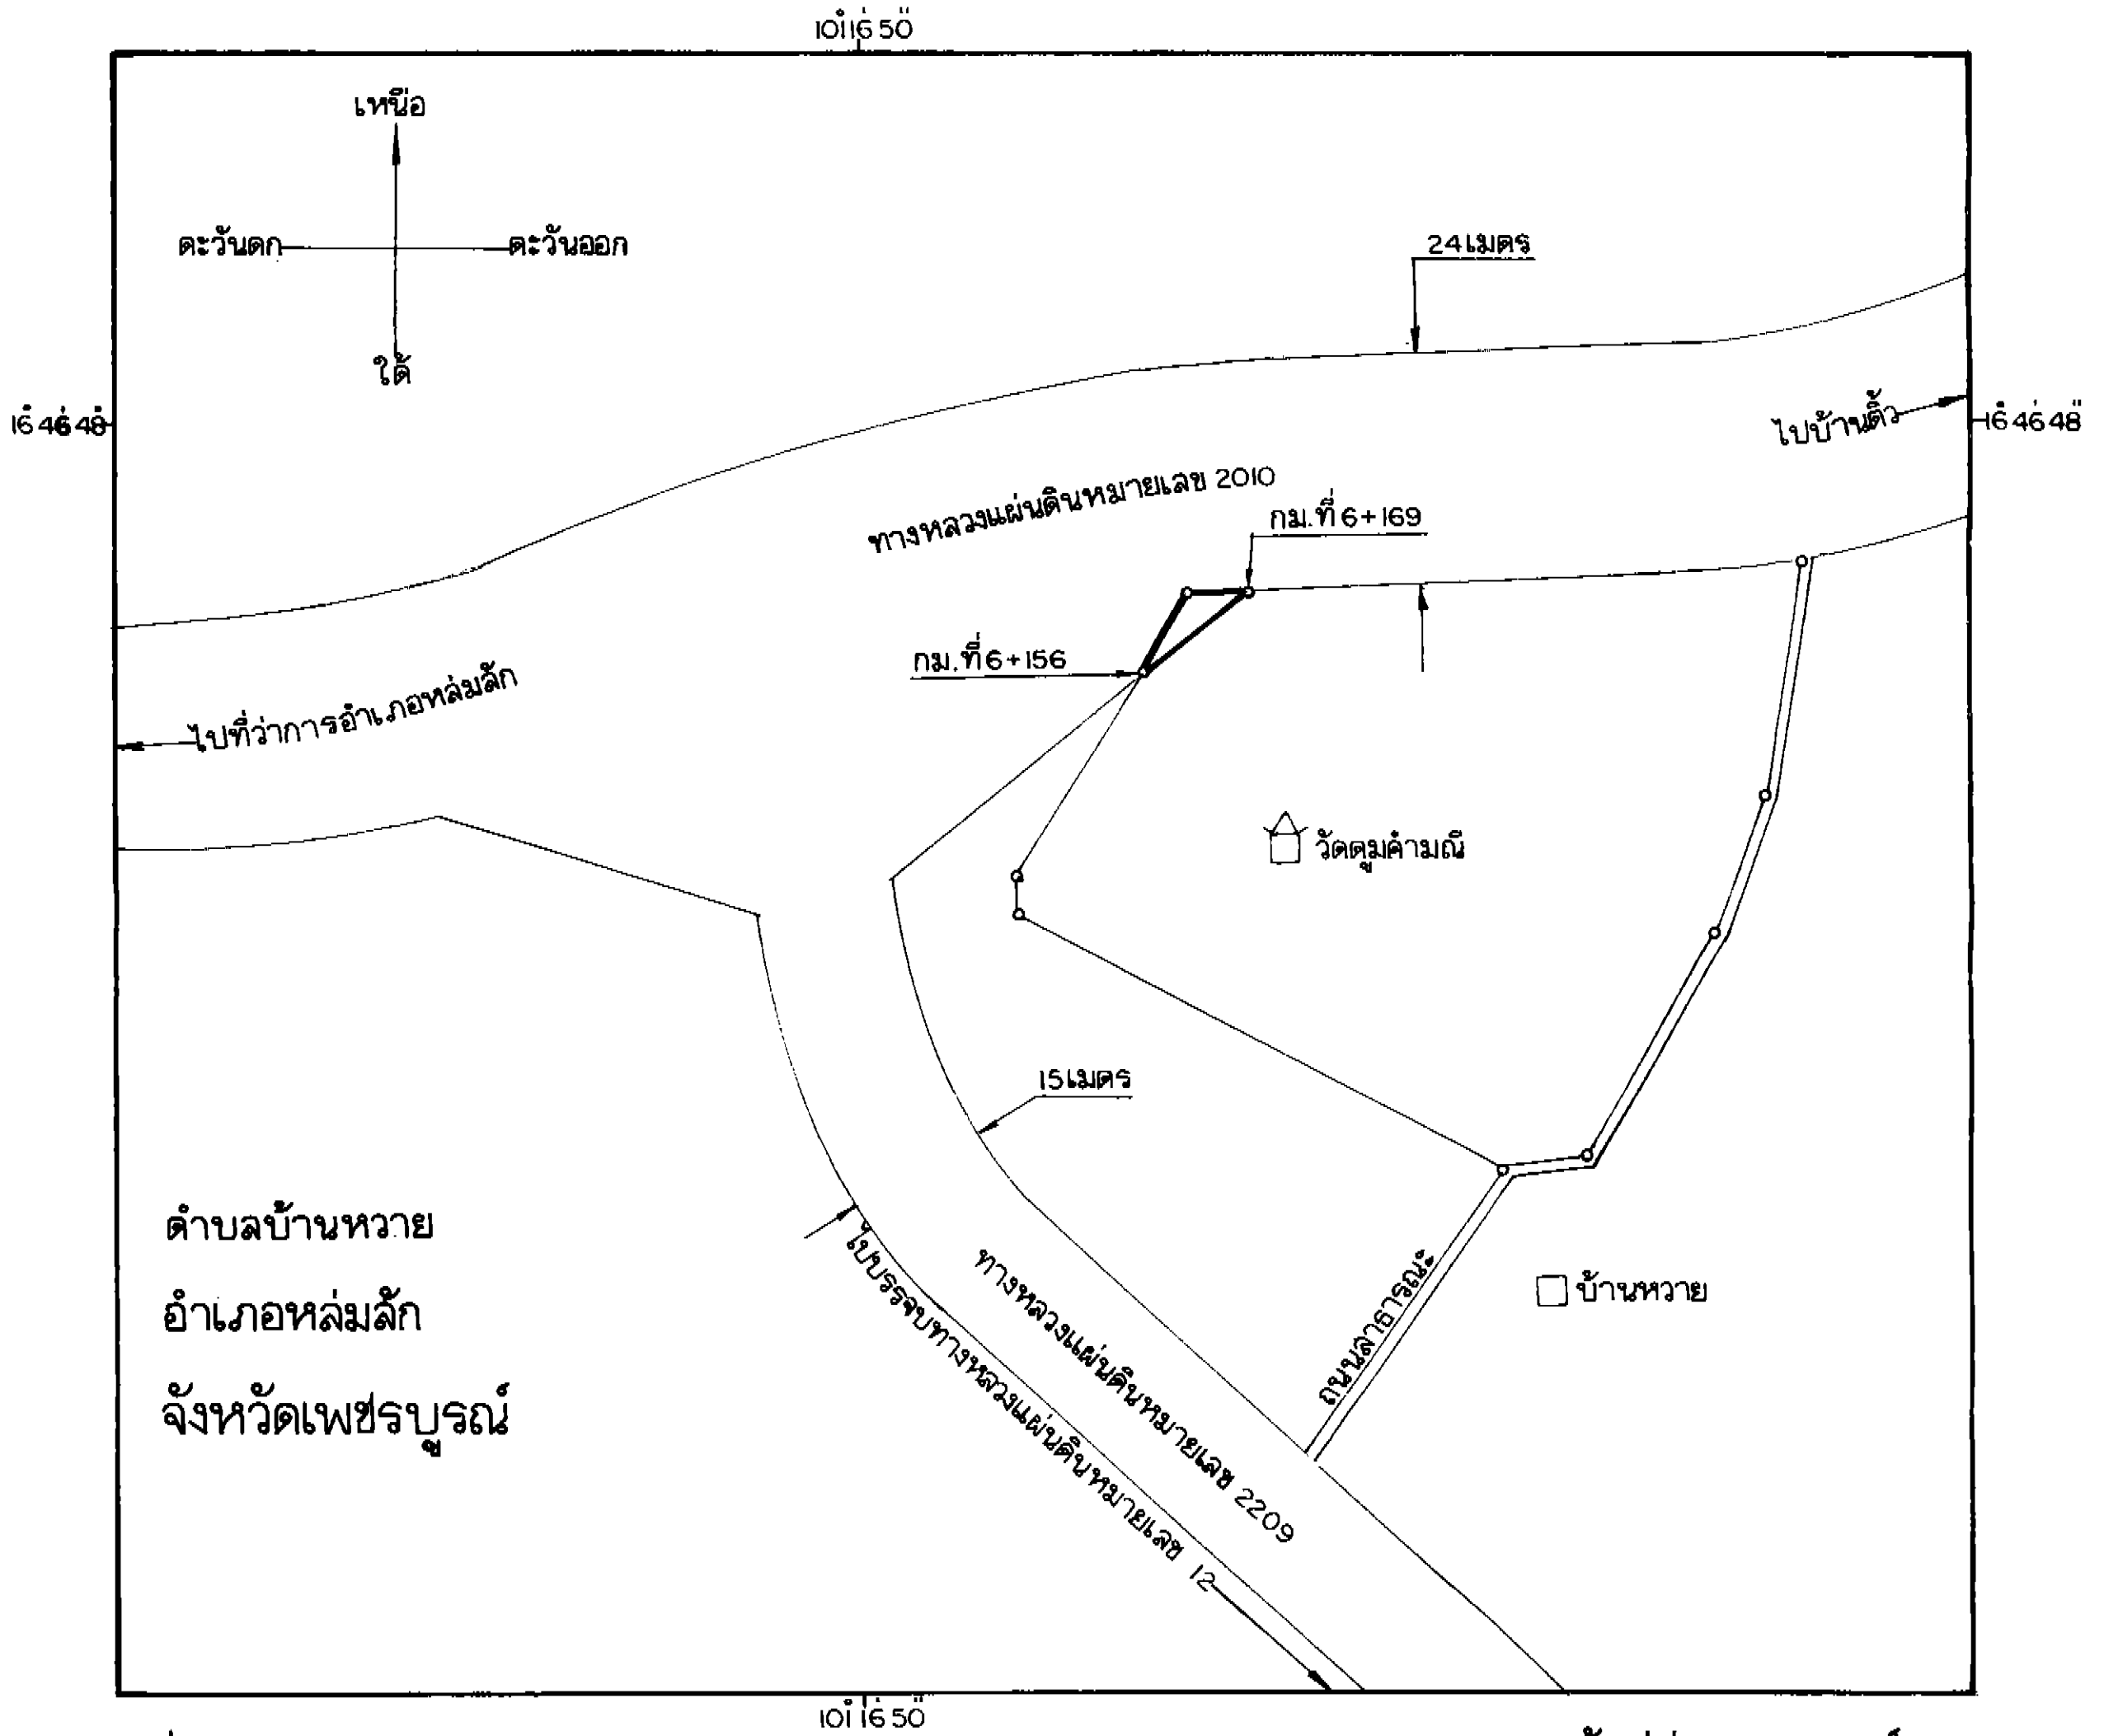 101°16′50″
เหนือ
ตะวันตก
ตะวันออก
24 เมตร
ใต้
16°46′48″
16°46′48″
ไปบ้านติ้ว
ทางหลวงแผ่นดินหมายเลข 2010
กม.ที่ 6+169
กม.ที่ 6+156
ไปที่ว่าการอำเภอหล่มสัก
วัดตูมคำมณี
15 เมตร
ตำบลบ้านหวาย
อำเภอหล่มสัก
จังหวัดเพชรบูรณ์
ไปบรรจบทางหลวงแผ่นดินหมายเลข 12
ทางหลวงแผ่นดินหมายเลข 2209
ถนนสาธารณะ
บ้านหวาย
101°16′50″